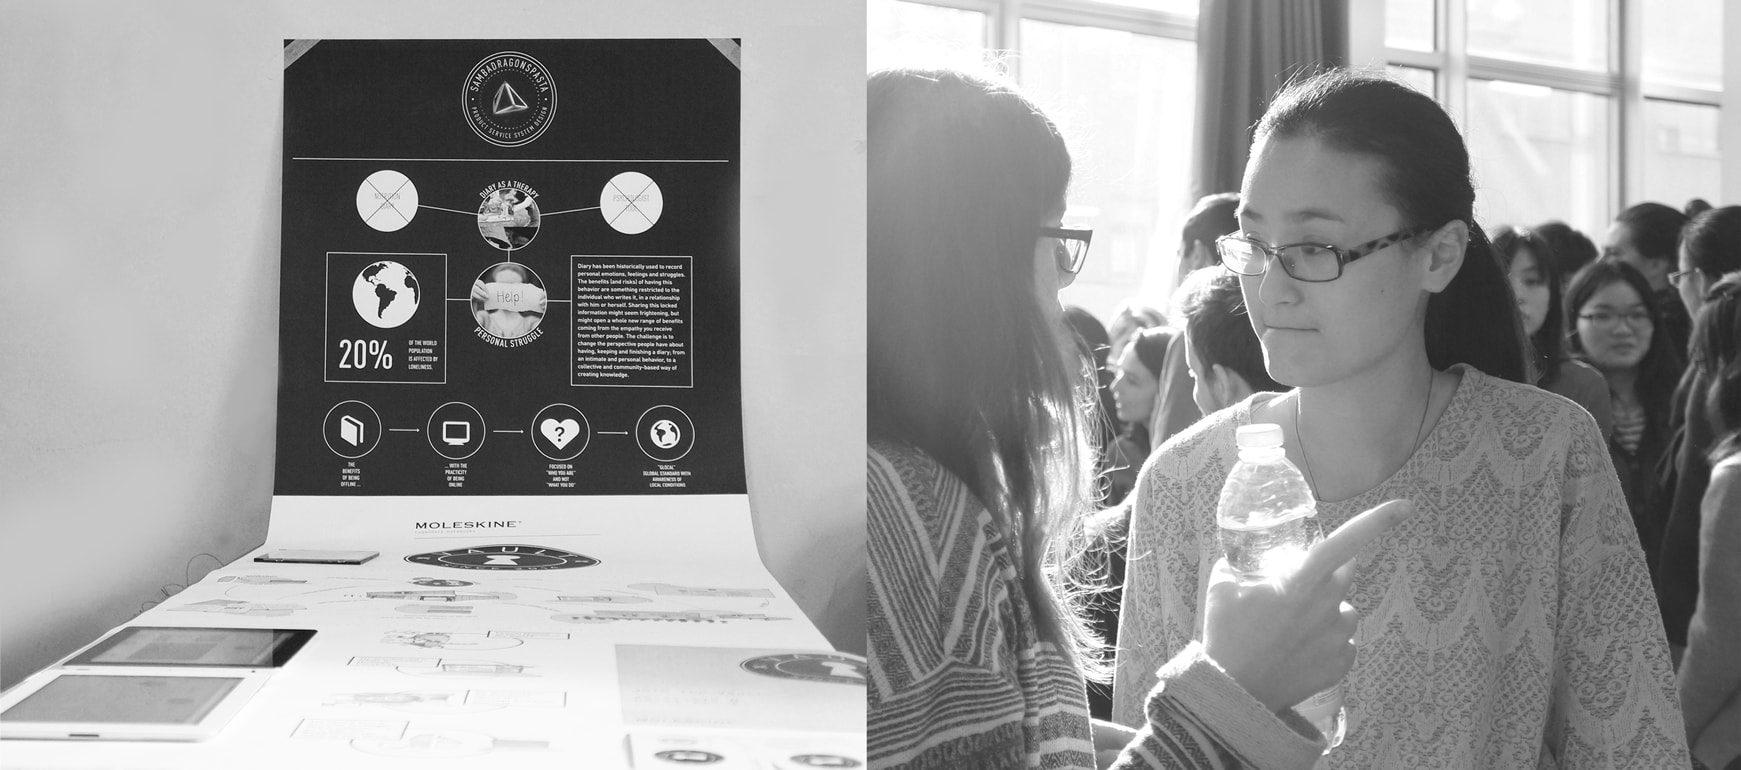 SAMBADRAGONSPASTA
PRODUCT SERVICE SYSTEM DESIGN
DIARY AS A THERAPY
Help!
PERSONAL STRUGGLE
20%
OF THE WORLD
POPULATION
IS AFFECTED BY
LONELINESS.
Diary has been historically used to record
personal emotions, feelings and struggles.
The benefits (and risks) of having this
behavior are something restricted to the
individual who writes it, in a relationship
with him or herself. Sharing this locked
information might seem frightening, but
might open a whole new range of benefits
coming from the empathy you receive
from other people. The challenge is to
change the perspective people have about
having, keeping and finishing a diary; from
an intimate and personal behavior, to a
collective and community-based way of
creating knowledge.
THE
BENEFITS
OF BEING
OFFLINE ...
... WITH THE
PRACTICITY
OF BEING
ONLINE
?
FOCUSED ON
"WHO YOU ARE"
AND NOT
"WHAT YOU DO"
"GLOCAL"
(GLOBAL STANDARD WITH
AWARENESS OF
LOCAL CONDITIONS
MOLESKINE®